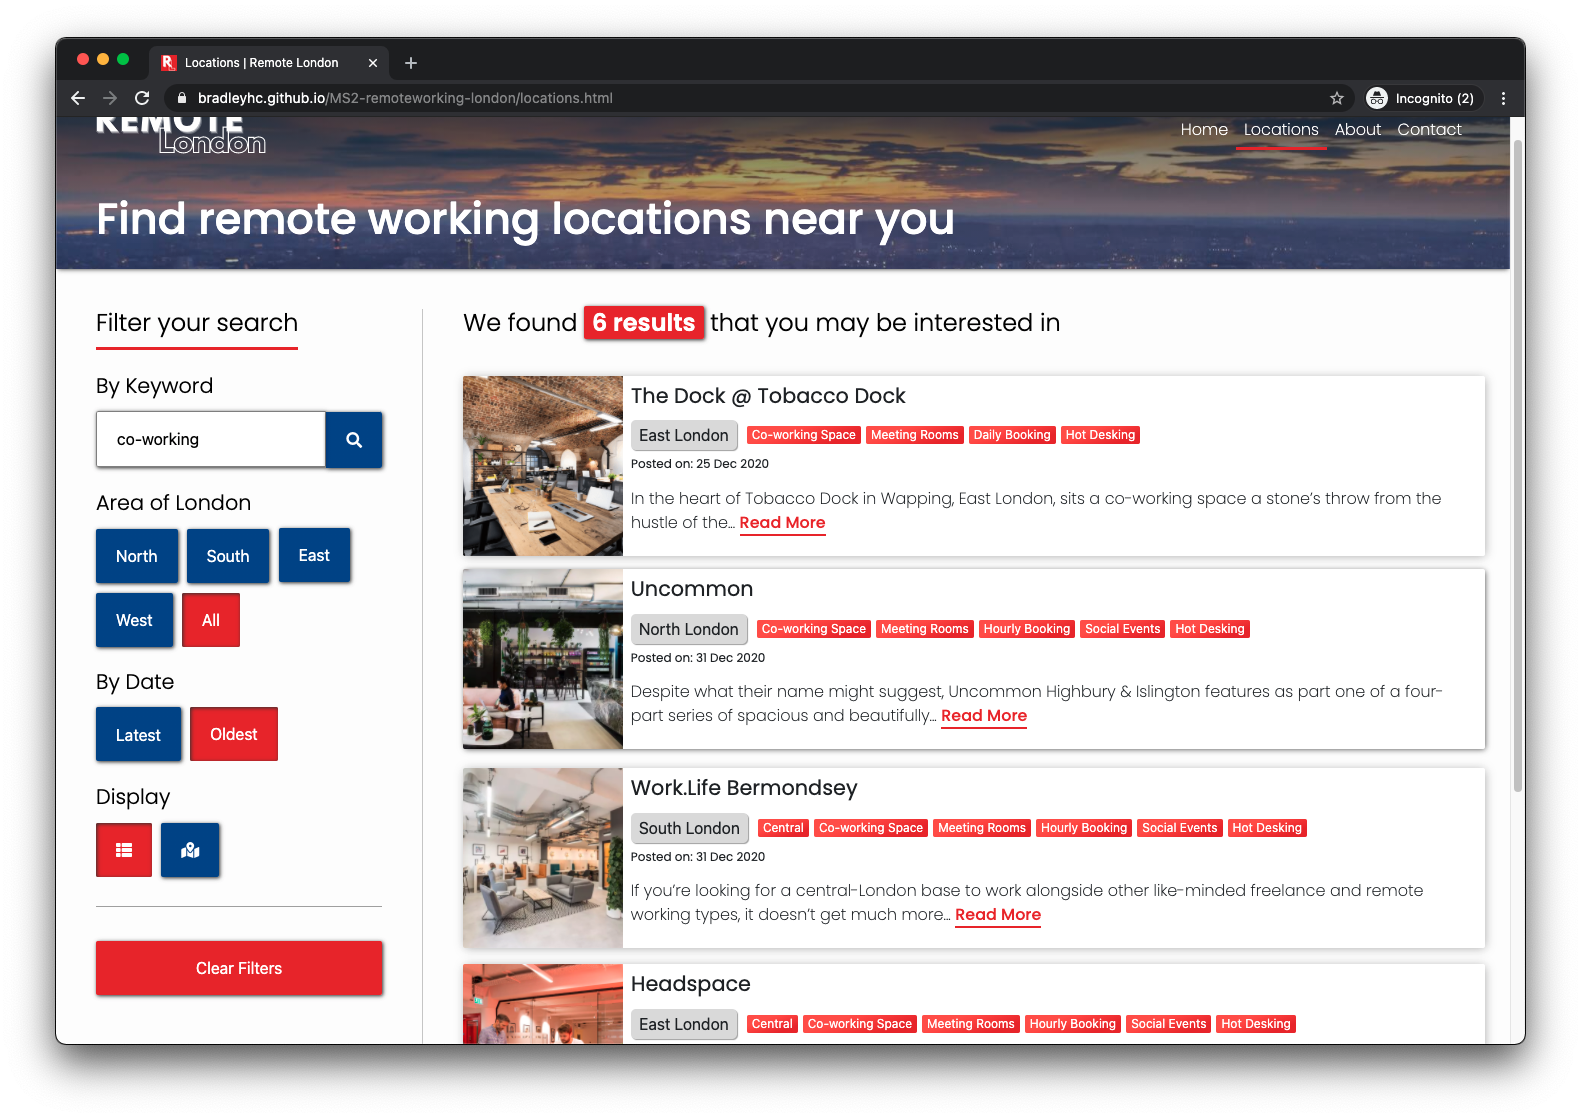 Locations | Remote London
bradleyhc.github.io/MS2-remoteworking-london/locations.html
Incognito (2)
REMOTE
London
Home Locations About Contact
Find remote working locations near you
Filter your search
By Keyword
co-working
Area of London
North South East
West All
By Date
Latest Oldest
Display
Clear Filters
We found 6 results that you may be interested in
The Dock @ Tobacco Dock
East London Co-working Space Meeting Rooms Daily Booking Hot Desking
Posted on: 25 Dec 2020
In the heart of Tobacco Dock in Wapping, East London, sits a co-working space a stone’s throw from the
hustle of the... Read More
Uncommon
North London Co-working Space Meeting Rooms Hourly Booking Social Events Hot Desking
Posted on: 31 Dec 2020
Despite what their name might suggest, Uncommon Highbury & Islington features as part one of a four-
part series of spacious and beautifully... Read More
Work.Life Bermondsey
South London Central Co-working Space Meeting Rooms Hourly Booking Social Events Hot Desking
Posted on: 31 Dec 2020
If you’re looking for a central-London base to work alongside other like-minded freelance and remote
working types, it doesn’t get much more... Read More
Headspace
East London Central Co-working Space Meeting Rooms Hourly Booking Social Events Hot Desking